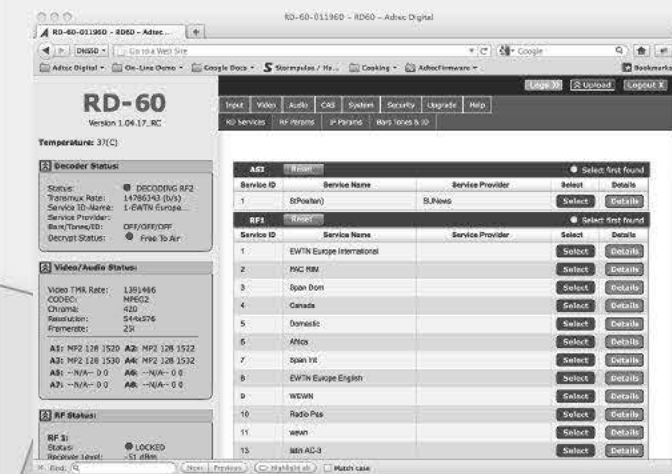 RD-60-01196D - RD60 - Adtec Digital
RD-60-01196D - RD60 - Adtec...
DNSSD
Go to a Web Site
Google
Adtec Digital
On-Line Demo
Google Docs
Stormpulse / Hu...
Cooking
AdtecFirmware
Bookmarks
Logs
Upload
Logout X
RD-60
Version 1.04.17_RC
Temperature: 37(C)
Input Video Audio CAS System Security Upgrade Help
RD Services RF Params IP Params Bars Tones & ID
Decoder Status:
Status: DECODING RF2
Transmux Rate: 14786343 (b/s)
Service ID-Name: 1-EWTN Europe...
Service Provider:
Bars/Tones/ID: OFF/OFF/OFF
Decrypt Status: Free To Air
Video/Audio Status:
Video TMR Rate: 1391466
CODEC: MPEG2
Chroma: 420
Resolution: 544x576
Framerate: 25i
A1: MP2 128 1520 A2: MP2 128 1522
A3: MP2 128 1530 A4: MP2 128 1532
A5: --N/A-- 0 0 A6: --N/A-- 0 0
A7: --N/A-- 0 0 A8: --N/A-- 0 0
RF Status:
RF 1:
Status: LOCKED
Receiver Level: -51 dBm
ASI Reset Select first found
Service ID Service Name Service Provider Select Details
1 SUNews Select Details
RF1 Reset Select first found
Service ID Service Name Service Provider Select Details
1 EWTN Europe International Select Details
2 PAC RIM Select Details
3 Span Dom Select Details
4 Canada Select Details
5 Domestic Select Details
6 Africa Select Details
7 Span Int Select Details
8 EWTN Europe English Select Details
9 WEWN Select Details
10 Radio Pas Select Details
11 wewn Select Details
13 latin AC-3 Select Details
Find:
Next Previous Highlight all Match case